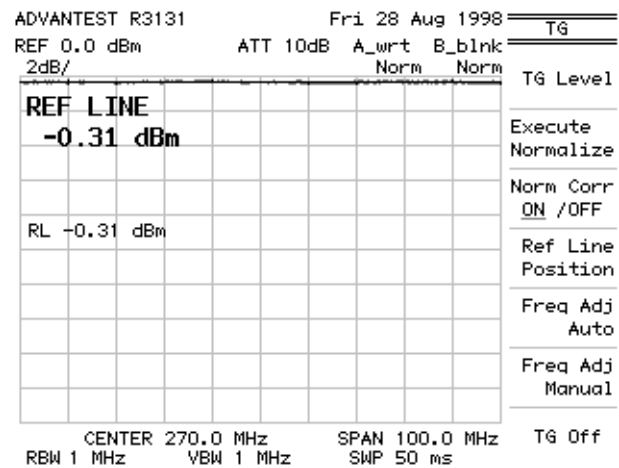 ADVANTEST R3131 Fri 28 Aug 1998
REF 0.0 dBm ATT 10dB A_wrt B_blnk
2dB/ Norm Norm
REF LINE
-0.31 dBm
RL -0.31 dBm
CENTER 270.0 MHz SPAN 100.0 MHz
RBW 1 MHz VBW 1 MHz SWP 50 ms
TG
TG Level
Execute
Normalize
Norm Corr
ON /OFF
Ref Line
Position
Freq Adj
Auto
Freq Adj
Manual
TG Off